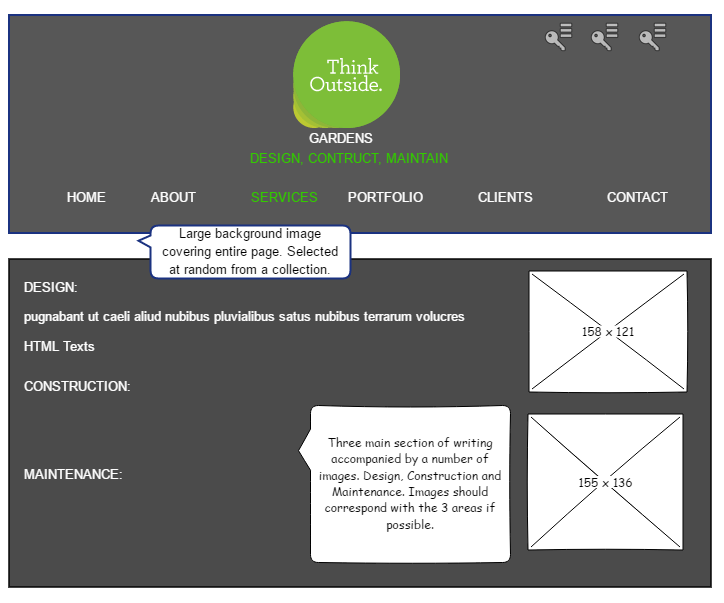 Think
Outside.
GARDENS
DESIGN, CONTRUCT, MAINTAIN
HOME ABOUT SERVICES PORTFOLIO CLIENTS CONTACT
Large background image
covering entire page. Selected
at random from a collection.
DESIGN:
pugnabant ut caeli aliud nubibus pluvialibus satus nubibus terrarum volucres
HTML Texts
158 x 121
CONSTRUCTION:
MAINTENANCE:
Three main section of writing
accompanied by a number of
images. Design, Construction and
Maintenance. Images should
correspond with the 3 areas if
possible.
155 x 136